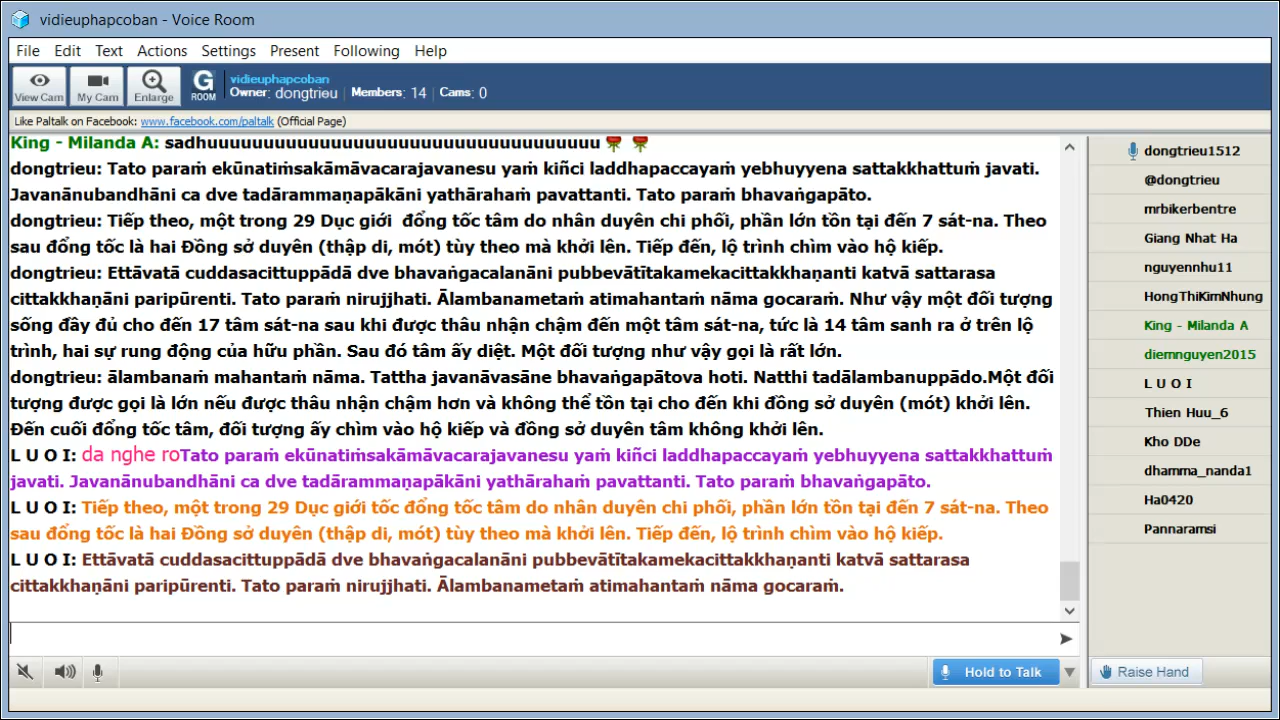 vidieuphapcoban - Voice Room
File Edit Text Actions Settings Present Following Help
View Cam My Cam Enlarge G ROOM vidieuphapcoban
Owner: dongtrieu Members: 14 Cams: 0
Like Paltalk on Facebook: www.facebook.com/paltalk (Official Page)
King - Milanda A: sadhuuuuuuuuuuuuuuuuuuuuuuuuuuuuuuuuuuu
dongtrieu: Tato paraṁ ekūnatiṁsakāmāvacarajavanesu yaṁ kiñci laddhapaccayaṁ yebhuyyena sattakkhattuṁ javati.
Javanānubandhāni ca dve tadārammaṇapākāni yathārahaṁ pavattanti. Tato paraṁ bhavaṅgapāto.
dongtrieu: Tiếp theo, một trong 29 Dục giới đổng tốc tâm do nhân duyên chi phối, phần lớn tồn tại đến 7 sát-na. Theo
sau đổng tốc là hai Đồng sở duyên (thập di, mót) tùy theo mà khởi lên. Tiếp đến, lộ trình chìm vào hộ kiếp.
dongtrieu: Ettāvatā cuddasacittuppādā dve bhavaṅgacalanāni pubbevātītakamekacittakkhaṇanti katvā sattarasa
cittakkhaṇāni paripūrenti. Tato paraṁ nirujjhati. Ālambanametaṁ atimahantaṁ nāma gocaraṁ. Như vậy một đối tượng
sống đầy đủ cho đến 17 tâm sát-na sau khi được thâu nhận chậm đến một tâm sát-na, tức là 14 tâm sanh ra ở trên lộ
trình, hai sự rung động của hữu phần. Sau đó tâm ấy diệt. Một đối tượng như vậy gọi là rất lớn.
dongtrieu: ālambanaṁ mahantaṁ nāma. Tattha javanāvasāne bhavaṅgapātova hoti. Natthi tadālambanuppādo.Một đối
tượng được gọi là lớn nếu được thâu nhận chậm hơn và không thể tồn tại cho đến khi đồng sở duyên (mót) khởi lên.
Đến cuối đổng tốc tâm, đối tượng ấy chìm vào hộ kiếp và đồng sở duyên tâm không khởi lên.
L U O I: da nghe roTato paraṁ ekūnatiṁsakāmāvacarajavanesu yaṁ kiñci laddhapaccayaṁ yebhuyyena sattakkhattuṁ
javati. Javanānubandhāni ca dve tadārammaṇapākāni yathārahaṁ pavattanti. Tato paraṁ bhavaṅgapāto.
L U O I: Tiếp theo, một trong 29 Dục giới tốc đổng tốc tâm do nhân duyên chi phối, phần lớn tồn tại đến 7 sát-na. Theo
sau đổng tốc là hai Đồng sở duyên (thập di, mót) tùy theo mà khởi lên. Tiếp đến, lộ trình chìm vào hộ kiếp.
L U O I: Ettāvatā cuddasacittuppādā dve bhavaṅgacalanāni pubbevātītakamekacittakkhaṇanti katvā sattarasa
cittakkhaṇāni paripūrenti. Tato paraṁ nirujjhati. Ālambanametaṁ atimahantaṁ nāma gocaraṁ.
dongtrieu1512
@dongtrieu
mrbikerbentre
Giang Nhat Ha
nguyennhu11
HongThiKimNhung
King - Milanda A
diemnguyen2015
L U O I
Thien Huu_6
Kho DDe
dhamma_nanda1
Ha0420
Pannaramsi
Hold to Talk
Raise Hand